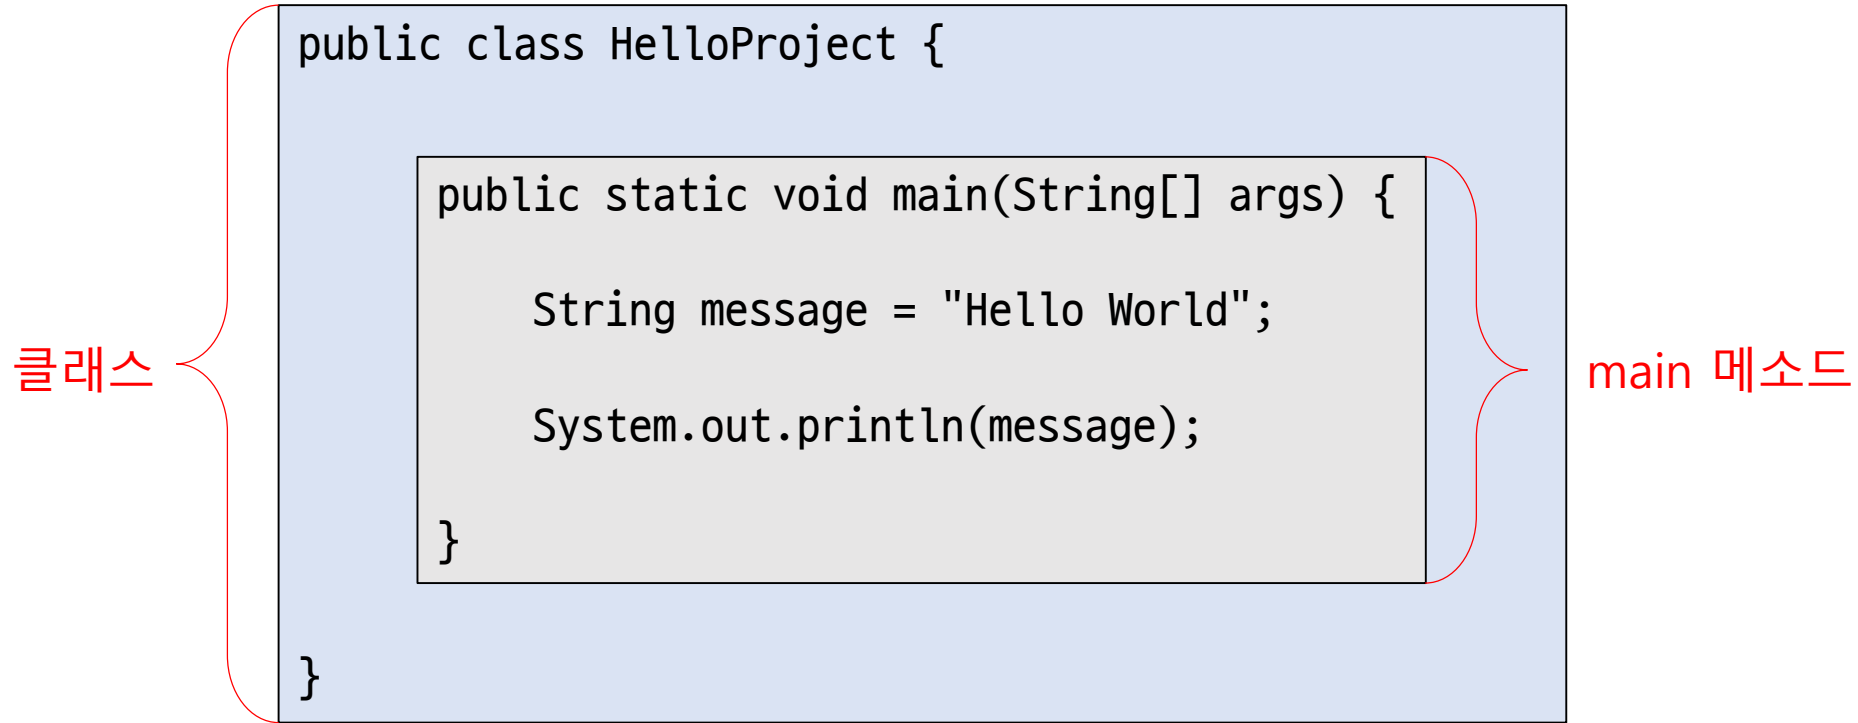 public class HelloProject {
public static void main(String[] args) {
String message = "Hello World";
클래스
main 메소드
System.out.println(message);
}
}